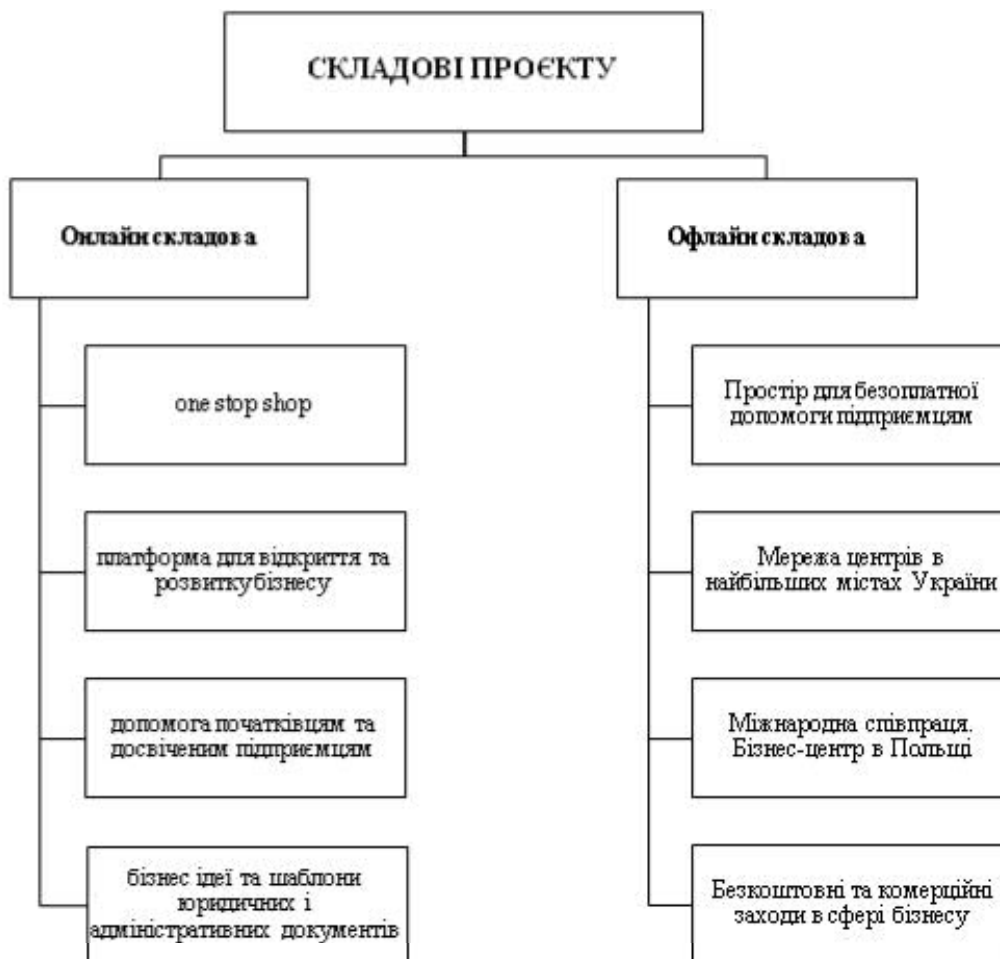 СКЛАДОВІ ПРОЄКТУ
Онлайн складова
one stop shop
платформа для відкриття та
розвитку бізнесу
допомога початківцям та
досвіченим підприємцям
бізнес ідеї та шаблони
юридичних і
адміністративних документів
Офлайн складова
Простір для безоплатної
допомоги підприємцям
Мережа центрів в
найбільших містах України
Міжнародна співпраця.
Бізнес-центр в Польщі
Безкоштовні та комерційні
заходи в сфері бізнесу